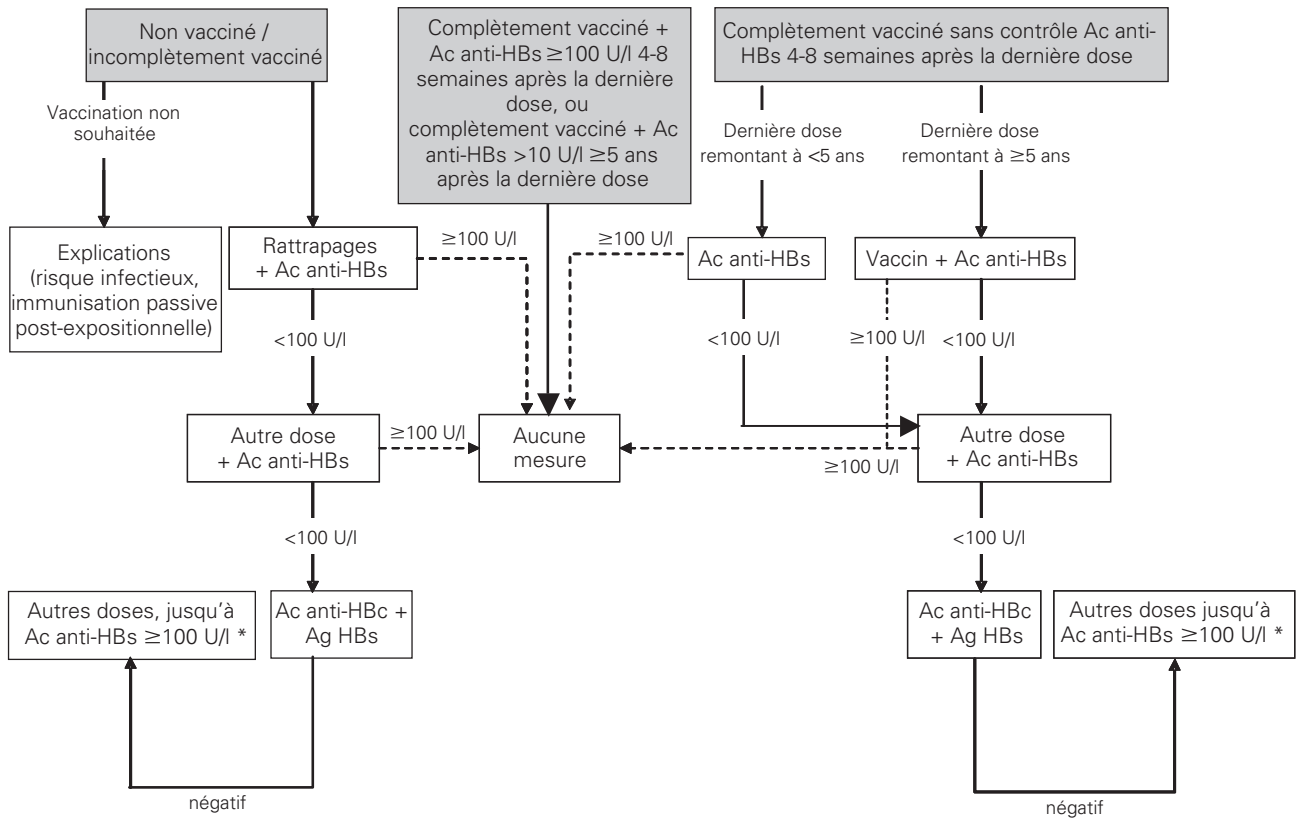 Non vacciné /
incomplètement vacciné
Complètement vacciné +
Ac anti-HBs ≥100 U/l 4-8
semaines après la dernière
dose, ou
complètement vacciné + Ac
anti-HBs >10 U/l ≥5 ans
après la dernière dose
Complètement vacciné sans contrôle Ac anti-
HBs 4-8 semaines après la dernière dose
Vaccination non
souhaitée
Dernière dose
remontant à <5 ans
Dernière dose
remontant à ≥5 ans
Explications
(risque infectieux,
immunisation passive
post-expositionnelle)
Rattrapages
+ Ac anti-HBs
≥100 U/l
≥100 U/l
Ac anti-HBs
Vaccin + Ac anti-HBs
<100 U/l
<100 U/l
≥100 U/l
<100 U/l
Autre dose
+ Ac anti-HBs
≥100 U/l
Aucune
mesure
≥100 U/l
Autre dose
+ Ac anti-HBs
<100 U/l
<100 U/l
Autres doses, jusqu'à
Ac anti-HBs ≥100 U/l *
Ac anti-HBc +
Ag HBs
Ac anti-HBc
+ Ag HBs
Autres doses jusqu'à
Ac anti-HBs ≥100 U/l *
négatif
négatif